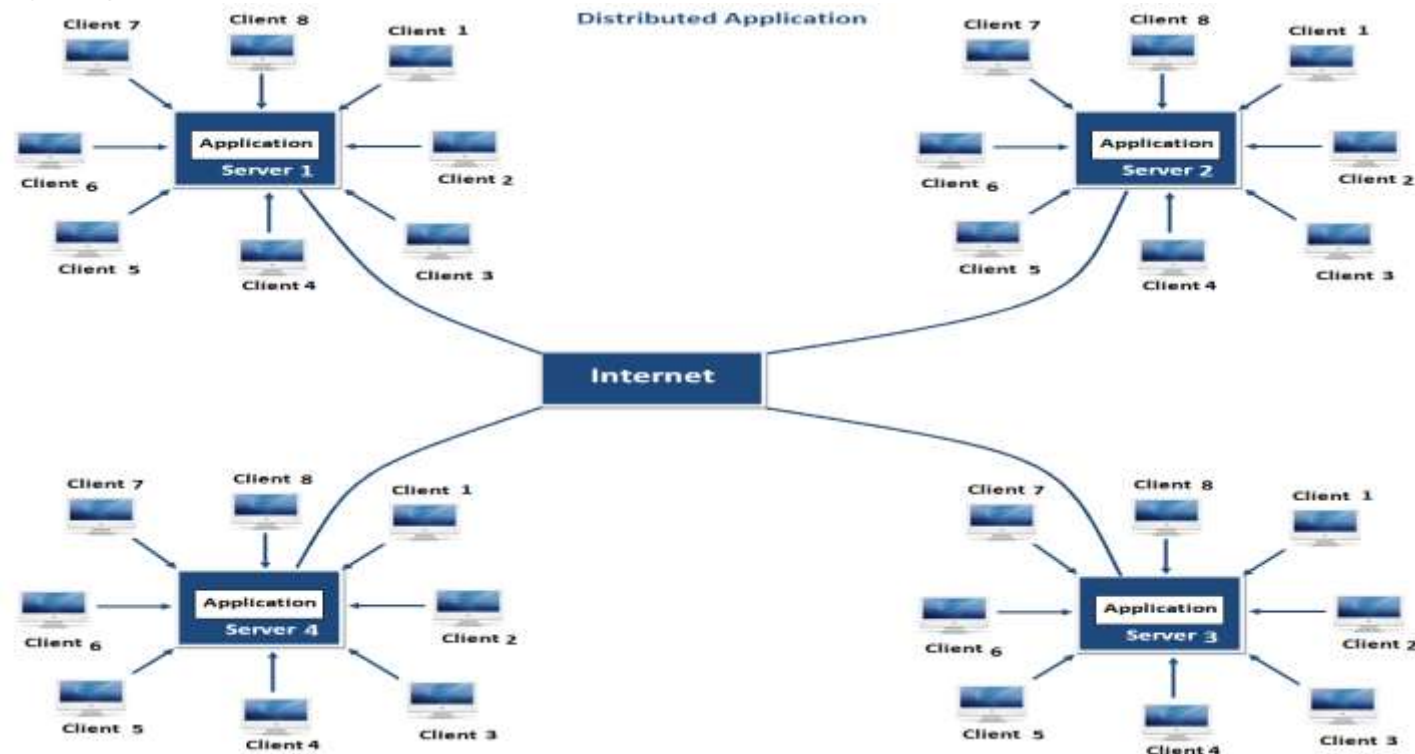 Distributed Application
Client 7
Client 8
Client 1
Application
Server 1
Client 6
Client 2
Client 5
Client 4
Client 3
Client 7
Client 8
Client 1
Application
Server 2
Client 6
Client 2
Client 5
Client 4
Client 3
Internet
Client 7
Client 8
Client 1
Application
Server 4
Client 6
Client 2
Client 5
Client 4
Client 3
Client 7
Client 8
Client 1
Application
Server 3
Client 6
Client 2
Client 5
Client 4
Client 3